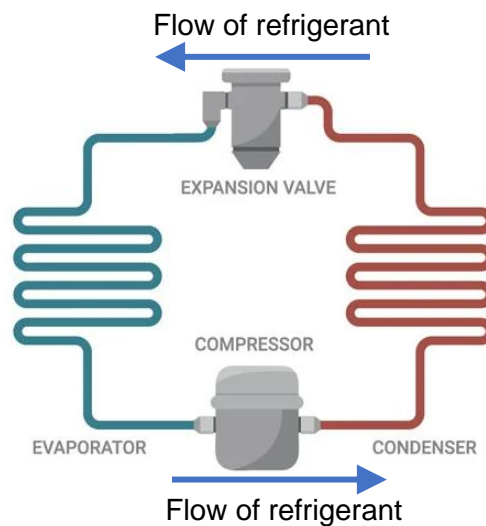 Flow of refrigerant
EXPANSION VALVE
COMPRESSOR
EVAPORATOR
CONDENSER
Flow of refrigerant